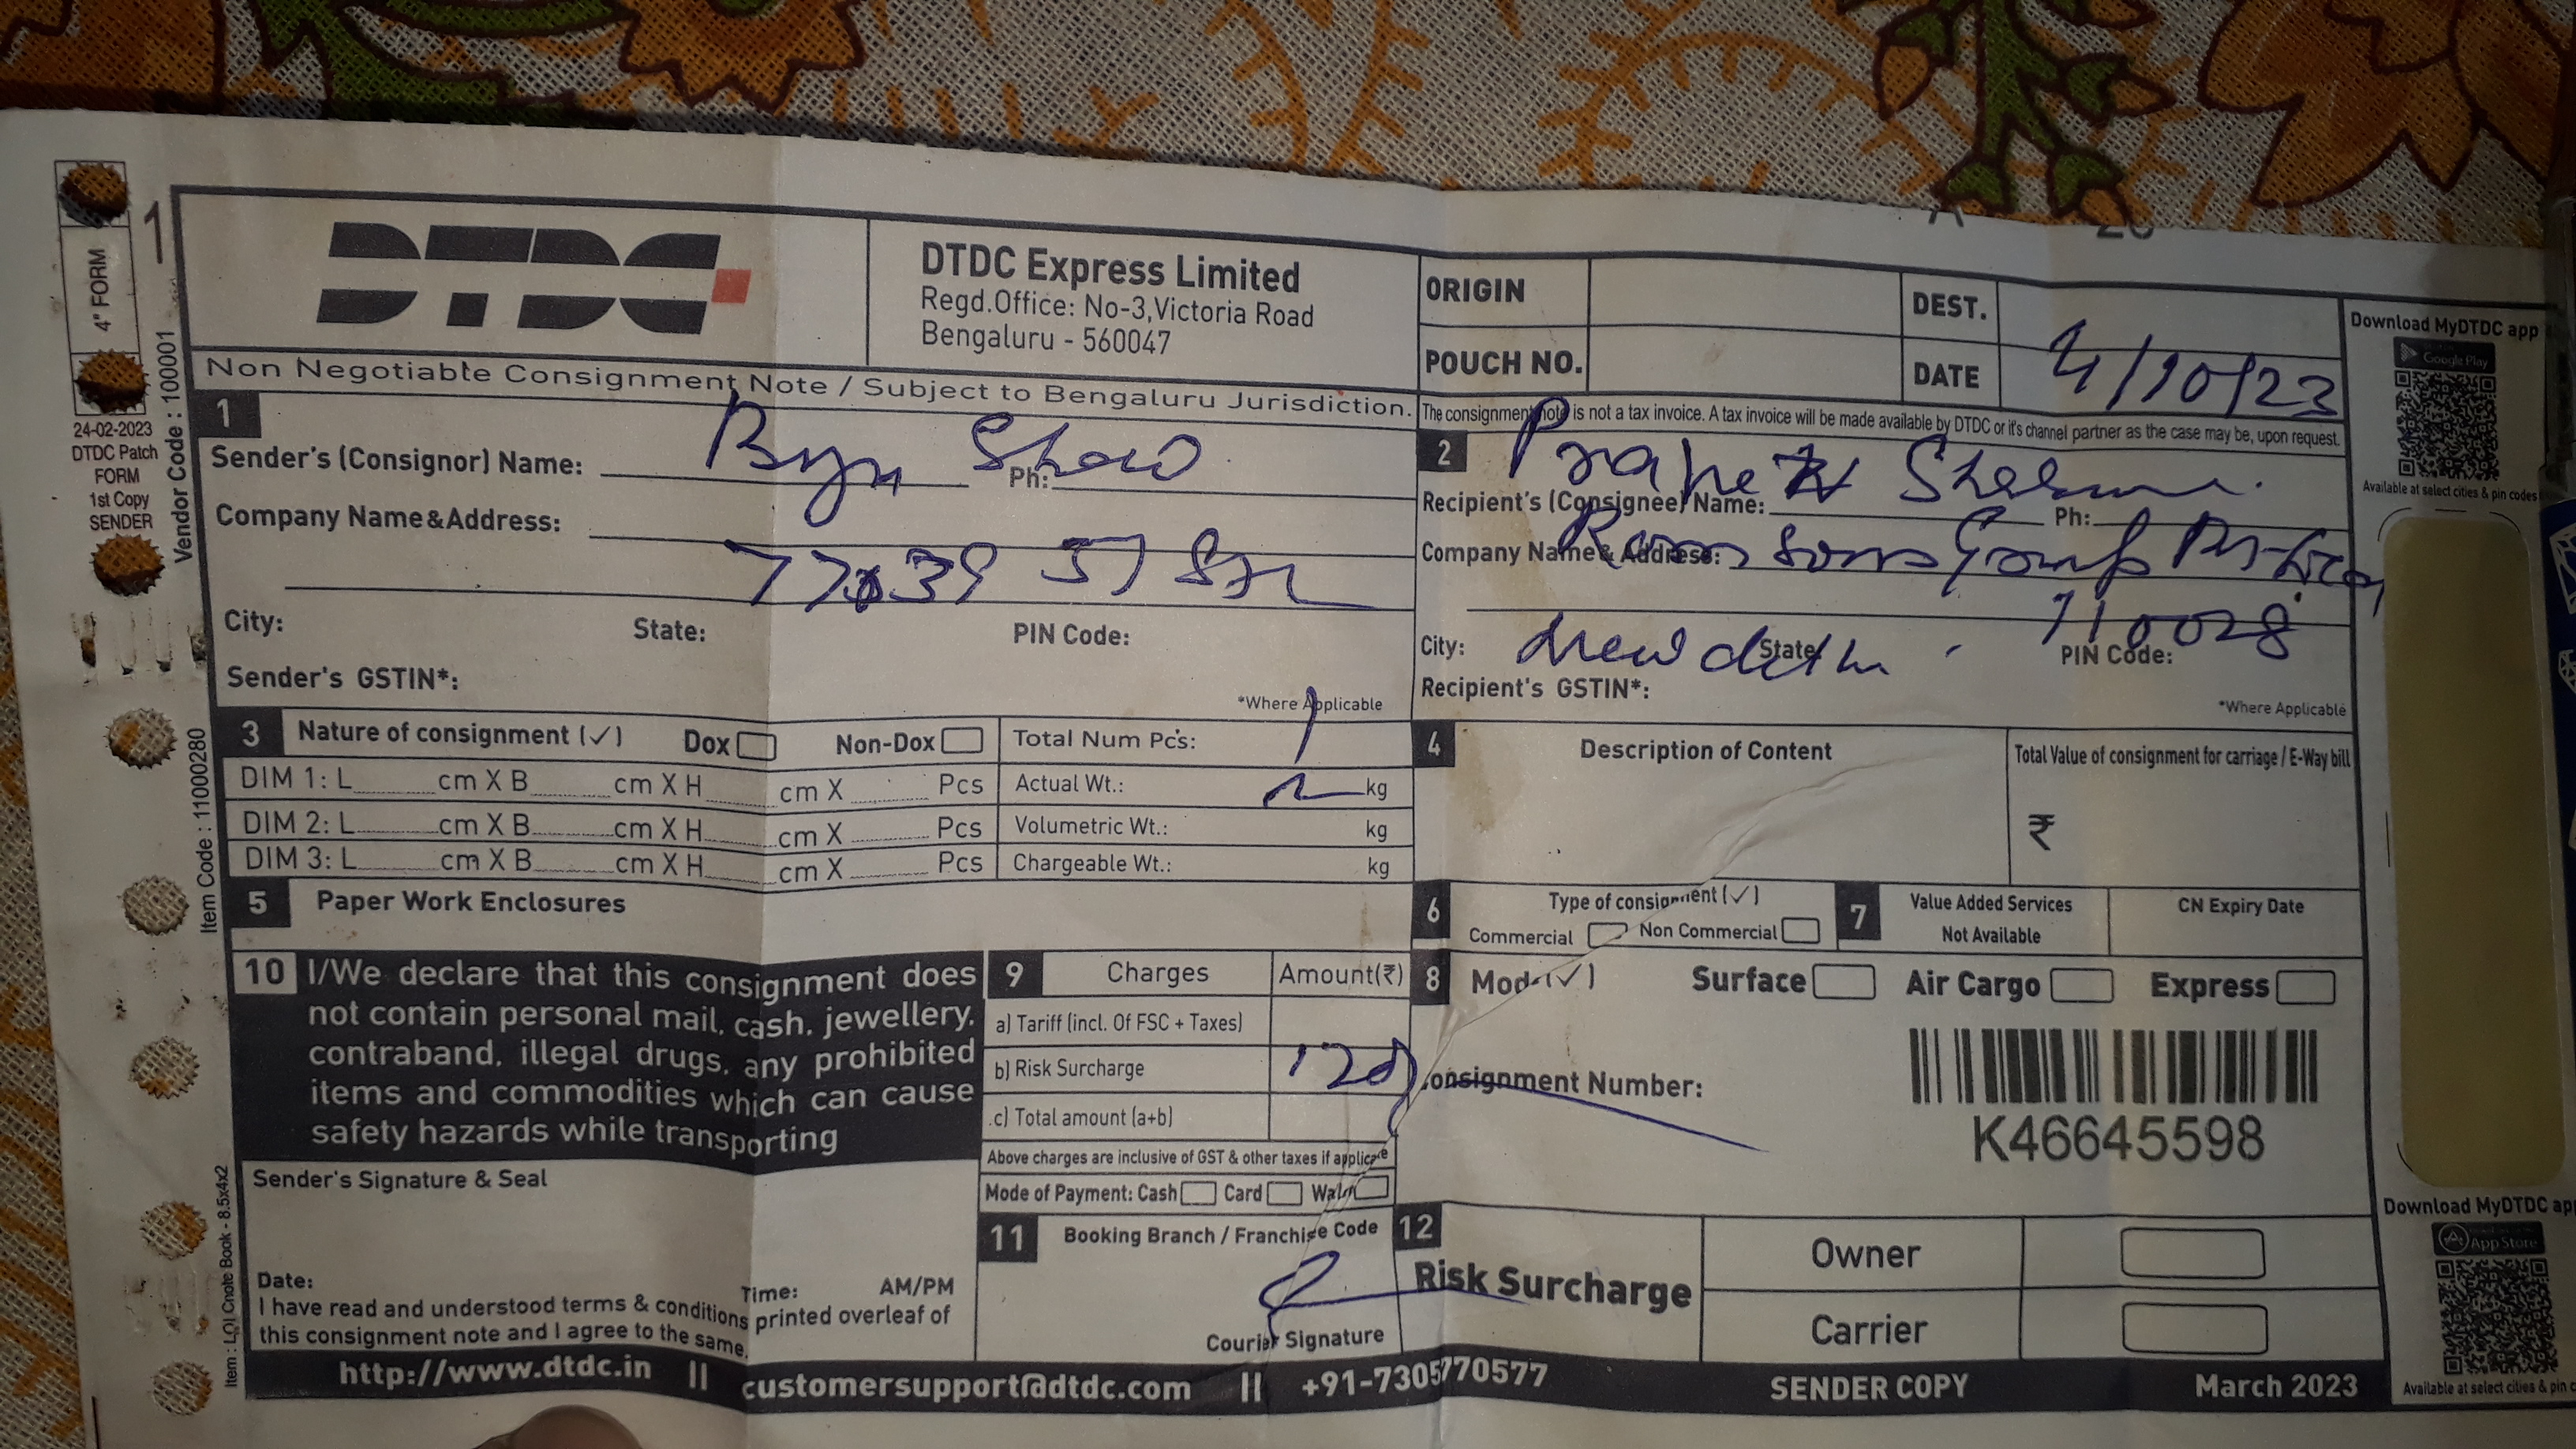 DTDC
DTDC Express Limited
Regd.Office: No-3,Victoria Road
Bengaluru - 560047
ORIGIN
DEST.
POUCH NO.
DATE 4/10/23
Download MyDTDC app
Google Play
Available at select cities & pin codes
Non Negotiable Consignment Note / Subject to Bengaluru Jurisdiction. The consignment note is not a tax invoice. A tax invoice will be made available by DTDC or it's channel partner as the case may be, upon request.
1
Sender's (Consignor) Name:
Ph:
Company Name & Address:
City:
State:
PIN Code:
Sender's GSTIN*:
*Where Applicable
2
Recipient's (Consignee) Name:
Ph:
Company Name & Address:
City: New delhi
State:
PIN Code:
Recipient's GSTIN*:
*Where Applicable
3 Nature of consignment (✓) Dox Non-Dox Total Num Pcs:
DIM 1: L cm X B cm X H cm X Pcs Actual Wt.: kg
DIM 2: L cm X B cm X H cm X Pcs Volumetric Wt.: kg
DIM 3: L cm X B cm X H cm X Pcs Chargeable Wt.: kg
4 Description of Content
Total Value of consignment for carriage / E-Way bill
₹
5 Paper Work Enclosures
6 Type of consignment (✓)
Commercial Non Commercial
7 Value Added Services
Not Available
CN Expiry Date
8 Mode (✓) Surface Air Cargo Express
Consignment Number:
K46645598
9 Charges Amount(₹)
a) Tariff (incl. Of FSC + Taxes)
b) Risk Surcharge 120
c) Total amount (a+b)
Above charges are inclusive of GST & other taxes if applicable
Mode of Payment: Cash Card
10 I/We declare that this consignment does
not contain personal mail, cash, jewellery,
contraband, illegal drugs, any prohibited
items and commodities which can cause
safety hazards while transporting
Sender's Signature & Seal
Date: Time: AM/PM
I have read and understood terms & conditions printed overleaf of
this consignment note and I agree to the same.
11 Booking Branch / Franchise Code
Courier Signature
12 Risk Surcharge
Owner
Carrier
Download MyDTDC app
App Store
Available at select cities & pin c
http://www.dtdc.in || customersupport@dtdc.com || +91-7305770577 SENDER COPY March 2023
1
4" FORM
24-02-2023
DTDC Patch
FORM
1st Copy
SENDER
Vendor Code : 100001
Item Code : 11000280
Item : LOI Cnote Book - 8.5x4x2